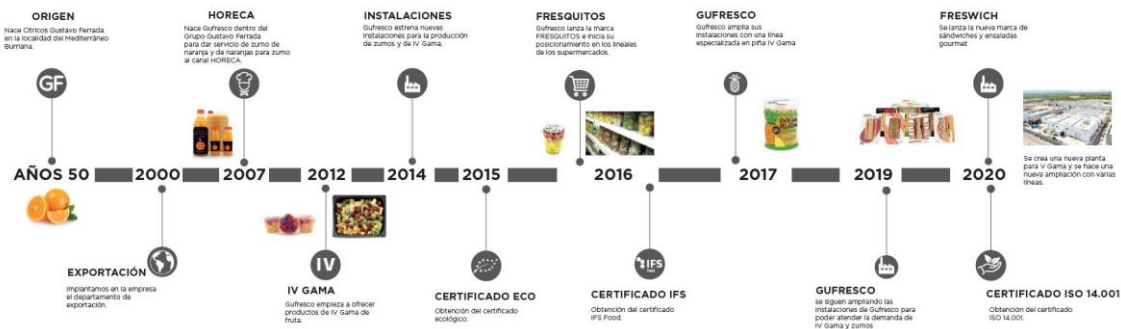 ORIGEN
Nace Cítricos Gustavo Ferrada
en la localidad del Mediterráneo
Burriana.
GF
HORECA
Nace Gufresco dentro del
Grupo Gustavo Ferrada
para dar servicio de zumo de
naranja y de naranjas para zumo
al canal HORECA.
INSTALACIONES
Gufresco estrena nuevas
instalaciones para la producción
de zumos y de IV Gama.
FRESQUITOS
Gufresco lanza la marca
FRESQUITOS e inicia su
posicionamiento en los lineales
de los supermercados.
GUFRESCO
Gufresco amplia sus
instalaciones con una línea
especializada en piña IV Gama
FRESWICH
Se lanza la nueva marca de
sándwiches y ensaladas
gourmet
Se crea una nueva planta
para V Gama y se hace una
nueva ampliación con varias
líneas.
AÑOS 50
2000
2007
2012
2014
2015
2016
2017
2019
2020
EXPORTACIÓN
Implantamos en la empresa
el departamento de
exportación.
IV
IV GAMA
Gufresco empieza a ofrecer
productos de IV Gama de
fruta.
CERTIFICADO ECO
Obtención del certificado
ecológico.
IFS
Food
CERTIFICADO IFS
Obtención del certificado
IFS Food.
GUFRESCO
se siguen ampliando las
instalaciones de Gufresco para
poder atender la demanda de
IV Gama y zumos
CERTIFICADO ISO 14.001
Obtención del certificado
ISO 14.001.